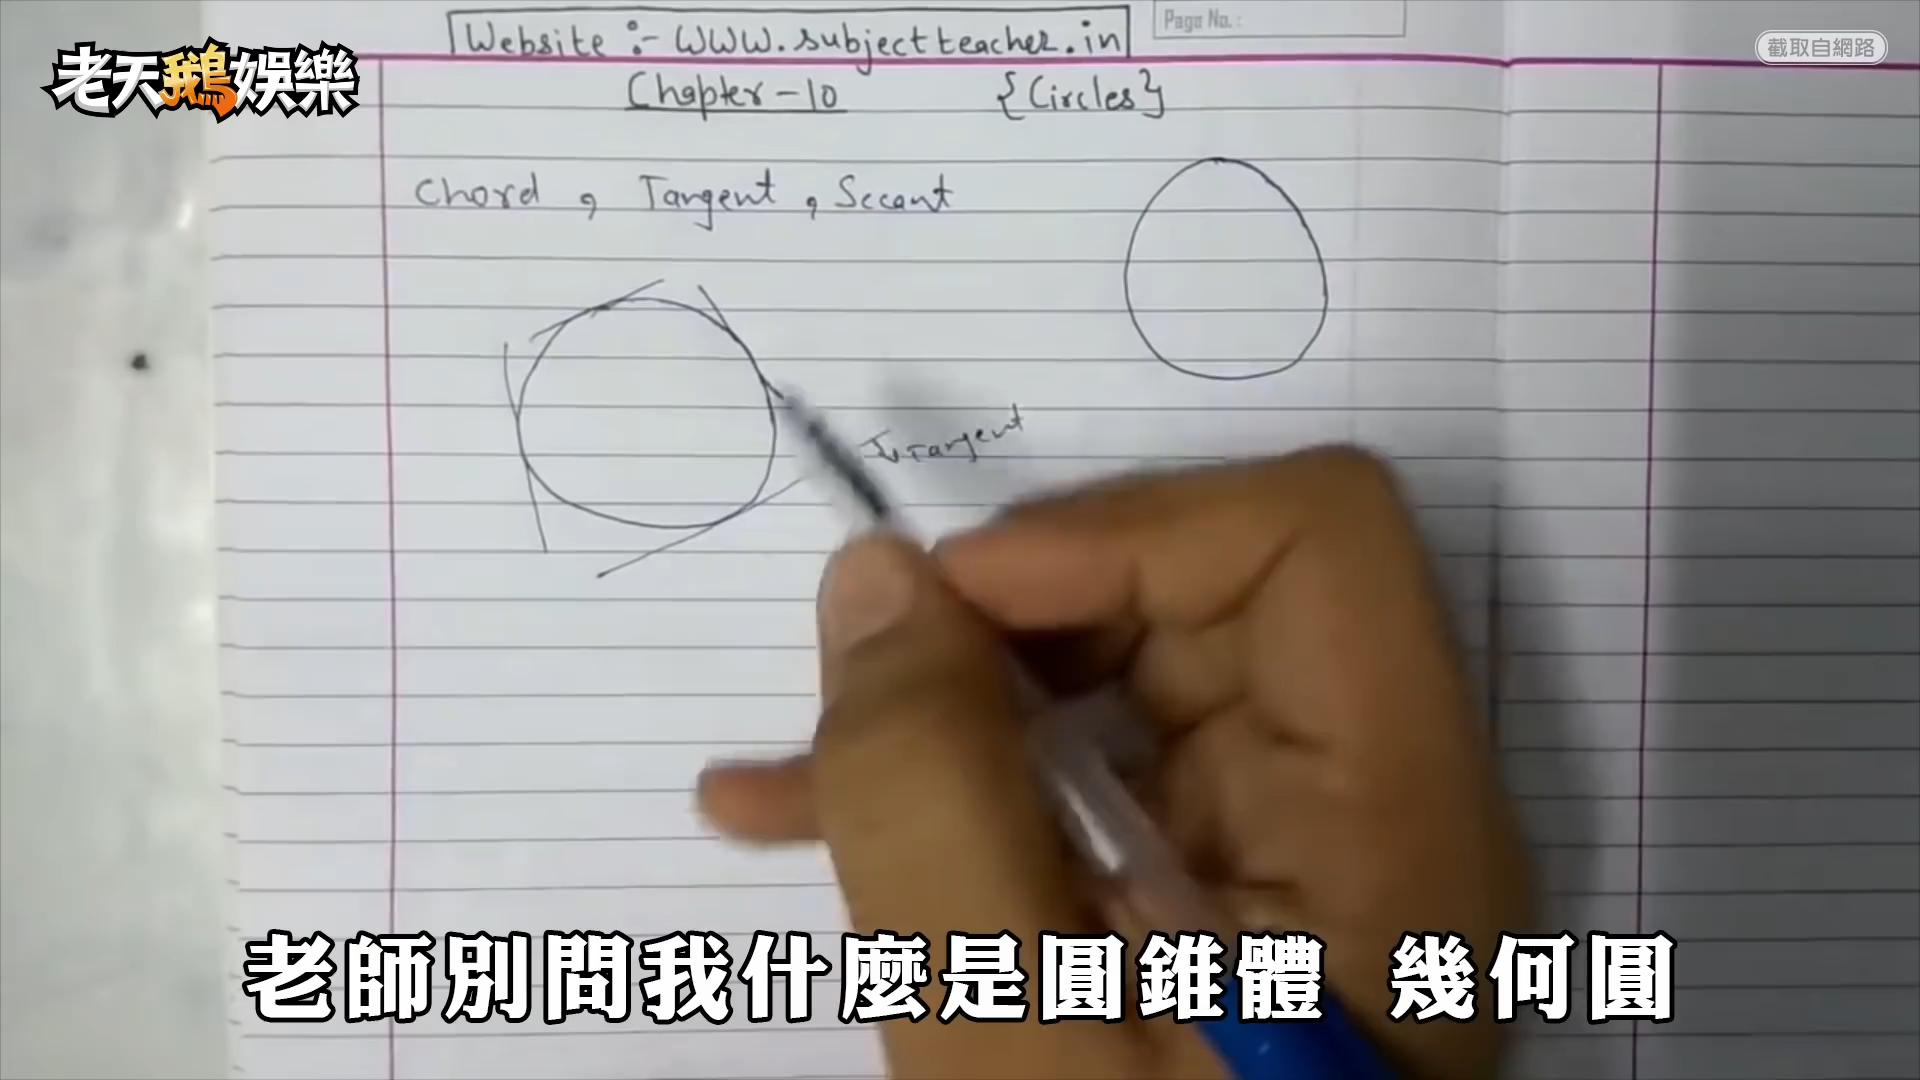 Website :- WWW.subjectteacher.in
Page No. :
老天鵝娛樂
截取自網路
Chapter-10 {Circles}
Chord, Tangent, Secant
Tangent
老師別問我什麼是圓錐體 幾何圓